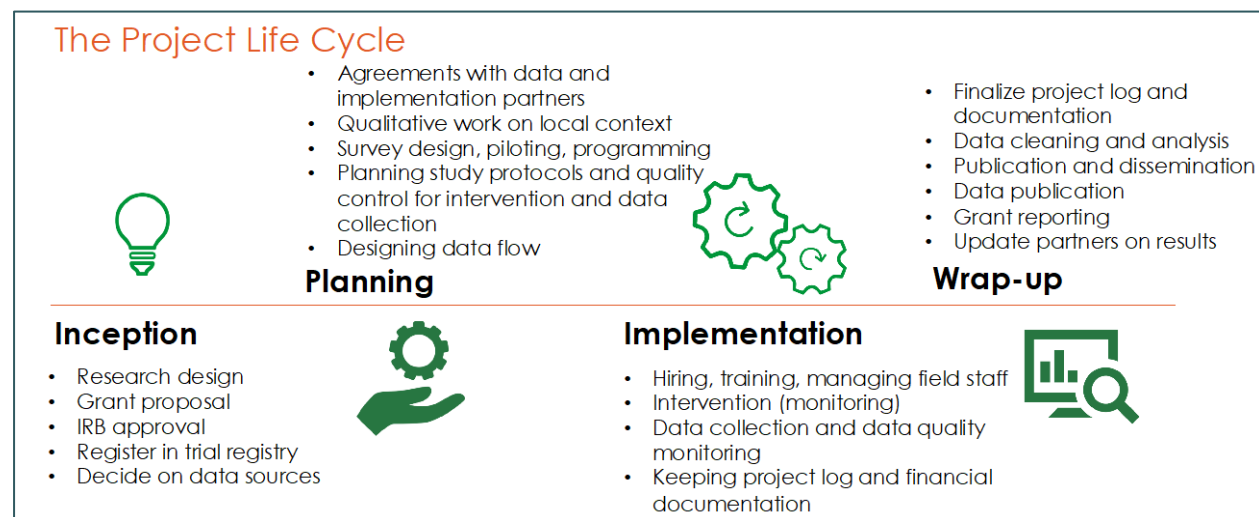 The Project Life Cycle
• Agreements with data and
implementation partners
• Qualitative work on local context
• Survey design, piloting, programming
• Planning study protocols and quality
control for intervention and data
collection
• Designing data flow
Planning
• Finalize project log and
documentation
• Data cleaning and analysis
• Publication and dissemination
• Data publication
• Grant reporting
• Update partners on results
Wrap-up
Inception
• Research design
• Grant proposal
• IRB approval
• Register in trial registry
• Decide on data sources
Implementation
• Hiring, training, managing field staff
• Intervention (monitoring)
• Data collection and data quality
monitoring
• Keeping project log and financial
documentation